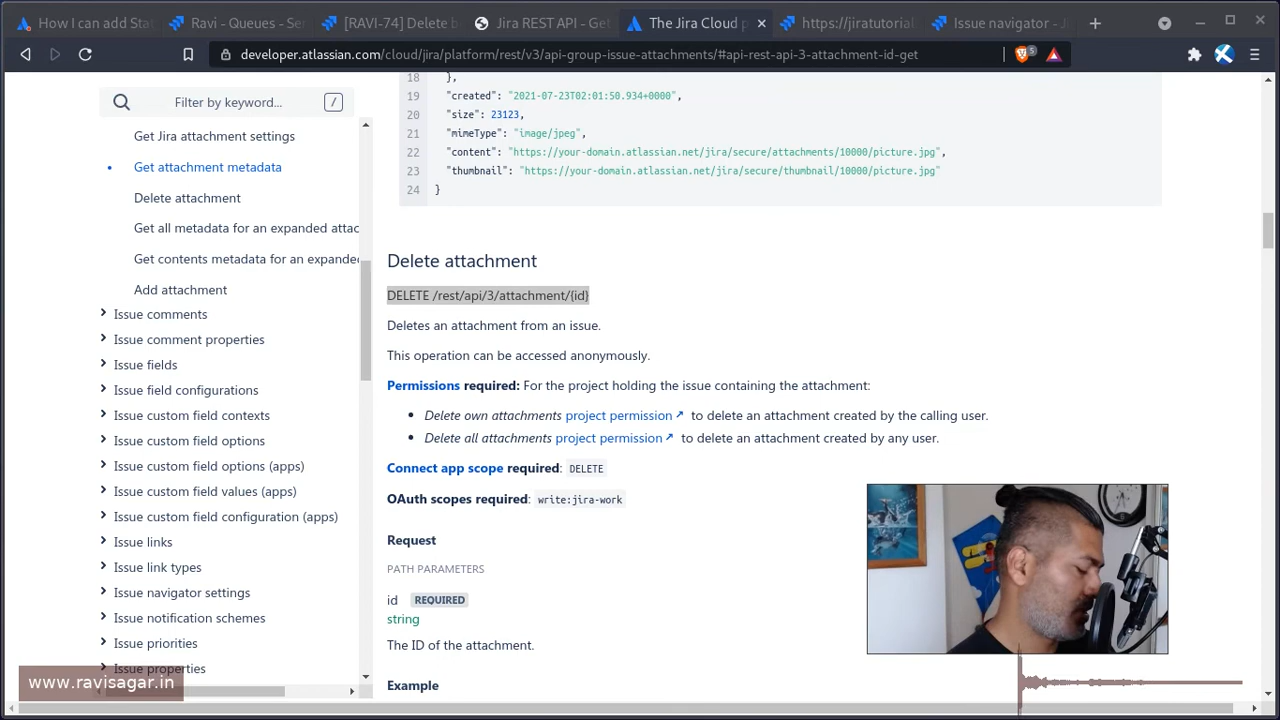 How I can add Stat
Ravi - Queues - Ser
[RAVI-74] Delete b
Jira REST API - Get
The Jira Cloud p
https://jiratutorial
Issue navigator - J
developer.atlassian.com/cloud/jira/platform/rest/v3/api-group-issue-attachments/#api-rest-api-3-attachment-id-get
5
Filter by keyword...
/
Get Jira attachment settings
Get attachment metadata
Delete attachment
Get all metadata for an expanded attac
Get contents metadata for an expande
Add attachment
Issue comments
Issue comment properties
Issue fields
Issue field configurations
Issue custom field contexts
Issue custom field options
Issue custom field options (apps)
Issue custom field values (apps)
Issue custom field configuration (apps)
Issue links
Issue link types
Issue navigator settings
Issue notification schemes
Issue priorities
Issue properties
www.ravisagar.in
18 },
19 "created": "2021-07-23T02:01:50.934+0000",
20 "size": 23123,
21 "mimeType": "image/jpeg",
22 "content": "https://your-domain.atlassian.net/jira/secure/attachments/10000/picture.jpg",
23 "thumbnail": "https://your-domain.atlassian.net/jira/secure/thumbnail/10000/picture.jpg"
24 }
Delete attachment
DELETE /rest/api/3/attachment/{id}
Deletes an attachment from an issue.
This operation can be accessed anonymously.
Permissions required: For the project holding the issue containing the attachment:
• Delete own attachments project permission to delete an attachment created by the calling user.
• Delete all attachments project permission to delete an attachment created by any user.
Connect app scope required: DELETE
OAuth scopes required: write:jira-work
Request
PATH PARAMETERS
id REQUIRED
string
The ID of the attachment.
Example